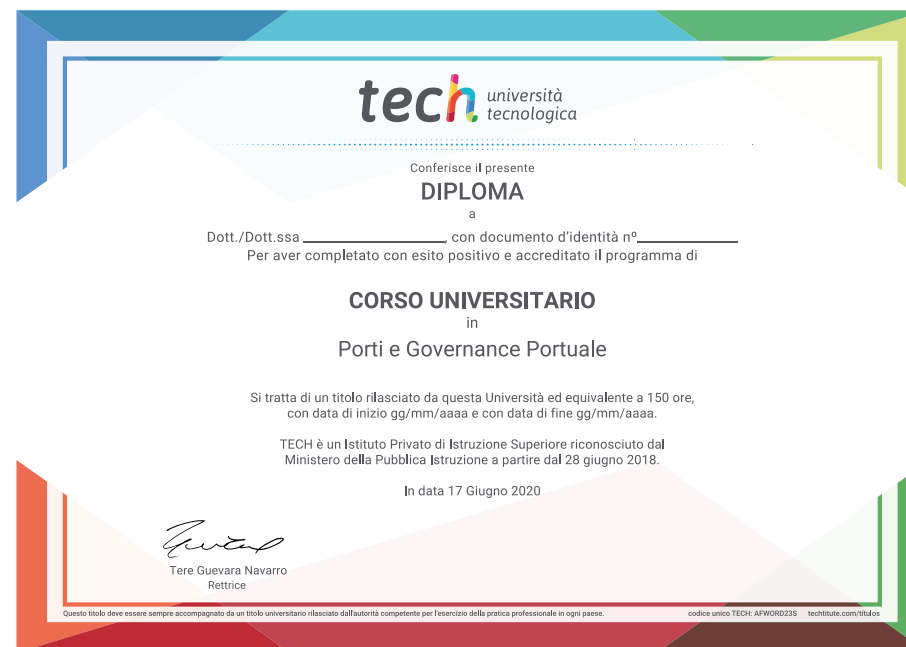 tech università
tecnologica
Conferisce il presente
DIPLOMA
a
Dott./Dott.ssa _________________, con documento d'identità nº____________
Per aver completato con esito positivo e accreditato il programma di
CORSO UNIVERSITARIO
in
Porti e Governance Portuale
Si tratta di un titolo rilasciato da questa Università ed equivalente a 150 ore,
con data di inizio gg/mm/aaaa e con data di fine gg/mm/aaaa.
TECH è un Istituto Privato di Istruzione Superiore riconosciuto dal
Ministero della Pubblica Istruzione a partire dal 28 giugno 2018.
In data 17 Giugno 2020
Tere Guevara Navarro
Rettrice
Questo titolo deve essere sempre accompagnato da un titolo universitario rilasciato dall'autorità competente per l'esercizio della pratica professionale in ogni paese. codice unico TECH: AFWORD23S techtitute.com/títulos